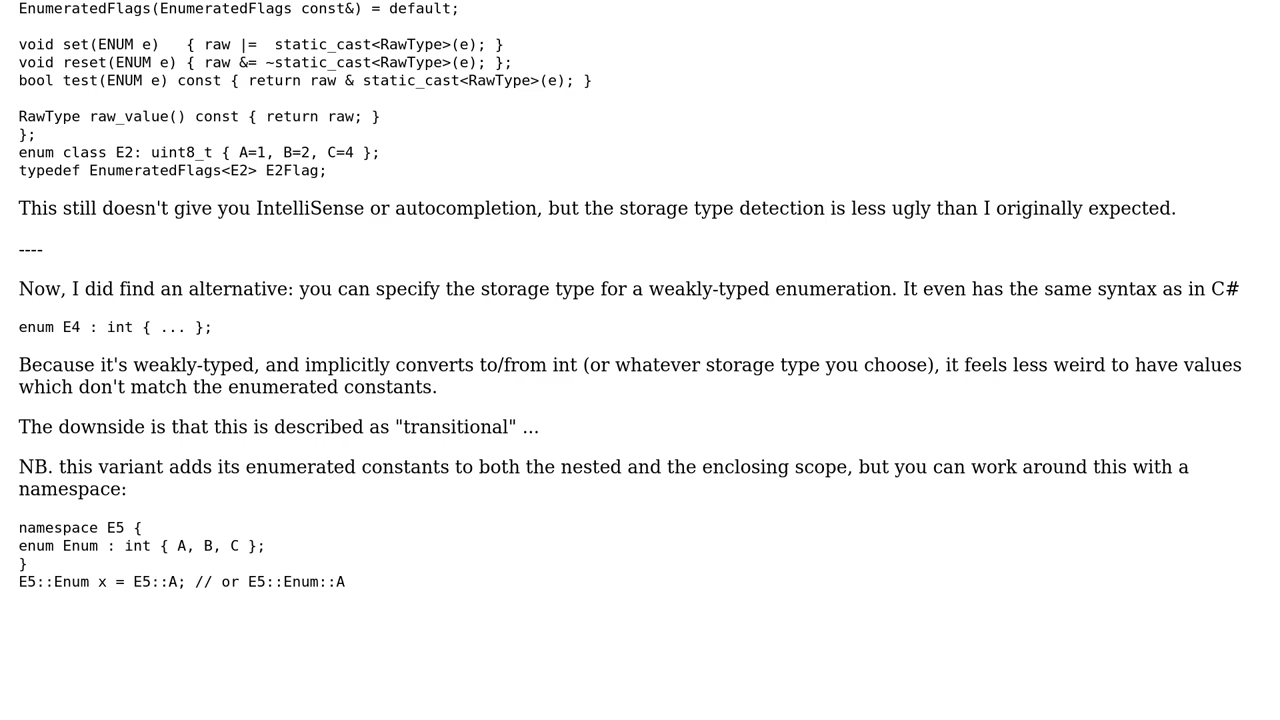 EnumeratedFlags(EnumeratedFlags const&) = default;
void set(ENUM e)   { raw |=  static_cast<RawType>(e); }
void reset(ENUM e) { raw &= ~static_cast<RawType>(e); };
bool test(ENUM e) const { return raw & static_cast<RawType>(e); }
RawType raw_value() const { return raw; }
};
enum class E2: uint8_t { A=1, B=2, C=4 };
typedef EnumeratedFlags<E2> E2Flag;
This still doesn't give you IntelliSense or autocompletion, but the storage type detection is less ugly than I originally expected.
----
Now, I did find an alternative: you can specify the storage type for a weakly-typed enumeration. It even has the same syntax as in C#
enum E4 : int { ... };
Because it's weakly-typed, and implicitly converts to/from int (or whatever storage type you choose), it feels less weird to have values
which don't match the enumerated constants.
The downside is that this is described as "transitional" ...
NB. this variant adds its enumerated constants to both the nested and the enclosing scope, but you can work around this with a
namespace:
namespace E5 {
enum Enum : int { A, B, C };
}
E5::Enum x = E5::A; // or E5::Enum::A